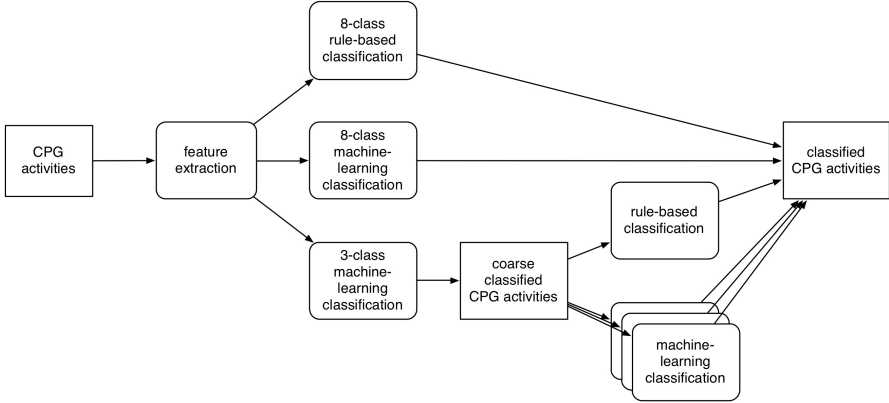 CPG
activities
feature
extraction
8-class
rule-based
classification
8-class
machine-
learning
classification
3-class
machine-
learning
classification
coarse
classified
CPG activities
rule-based
classification
machine-
learning
classification
classified
CPG activities